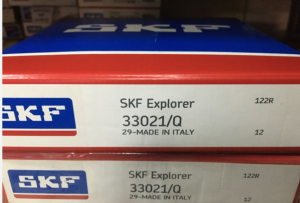 SKF
SKF
SKF Explorer
122R
33021/Q
29-MADE IN ITALY
12
SKF
SKF Explorer
122R
33021/Q
29-MADE IN ITALY
12